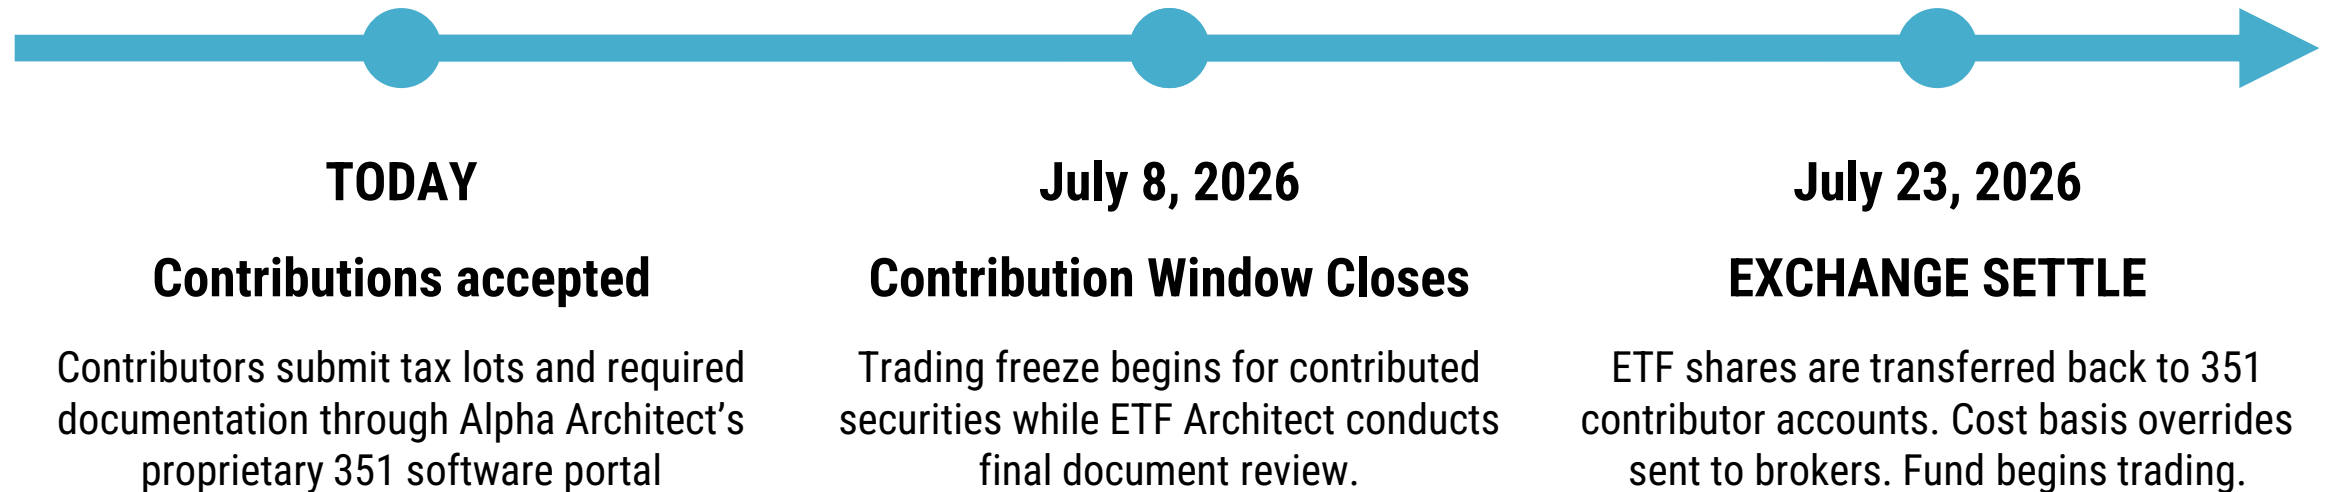 TODAY
Contributions accepted
Contributors submit tax lots and required
documentation through Alpha Architect’s
proprietary 351 software portal
July 8, 2026
Contribution Window Closes
Trading freeze begins for contributed
securities while ETF Architect conducts
final document review.
July 23, 2026
EXCHANGE SETTLE
ETF shares are transferred back to 351
contributor accounts. Cost basis overrides
sent to brokers. Fund begins trading.